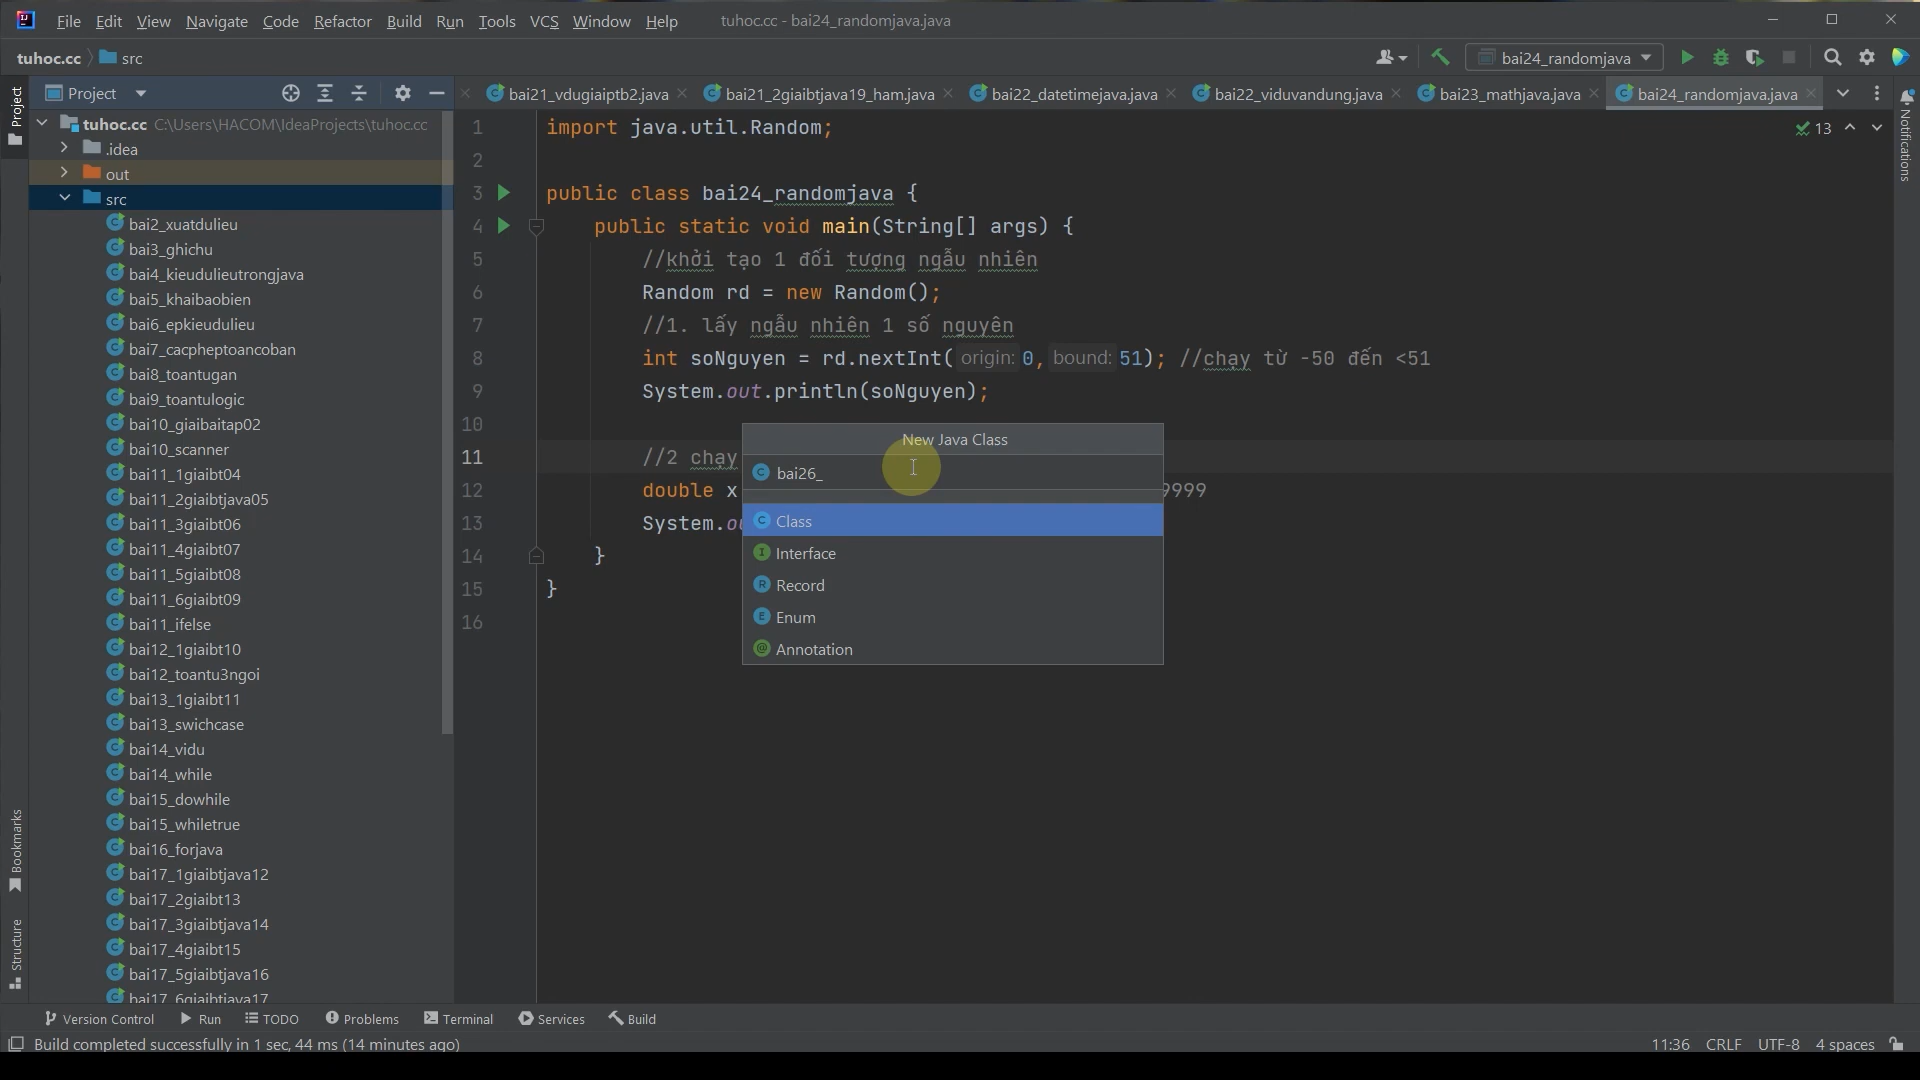 File Edit View Navigate Code Refactor Build Run Tools VCS Window Help tuhoc.cc - bai24_randomjava.java
tuhoc.cc src bai24_randomjava
Project
bai21_vdugiaiptb2.java bai21_2giaibtjava19_ham.java bai22_datetimejava.java bai22_viduvandung.java bai23_mathjava.java bai24_randomjava.java
Project
Bookmarks
Structure
Notifications
tuhoc.cc C:\Users\HACOM\IdeaProjects\tuhoc.cc
.idea
out
src
bai2_xuatdulieu
bai3_ghichu
bai4_kieudulieutrongjava
bai5_khaibaobien
bai6_epkieudulieu
bai7_cacpheptoancoban
bai8_toantugan
bai9_toantulogic
bai10_giaibaitap02
bai10_scanner
bai11_1giaibt04
bai11_2giaibtjava05
bai11_3giaibt06
bai11_4giaibt07
bai11_5giaibt08
bai11_6giaibt09
bai11_ifelse
bai12_1giaibt10
bai12_toantu3ngoi
bai13_1giaibt11
bai13_swichcase
bai14_vidu
bai14_while
bai15_dowhile
bai15_whiletrue
bai16_forjava
bai17_1giaibtjava12
bai17_2giaibt13
bai17_3giaibtjava14
bai17_4giaibt15
bai17_5giaibtjava16
bai17_6giaibtjava17
13
1 import java.util.Random;
2
3 public class bai24_randomjava {
4 public static void main(String[] args) {
5 //khởi tạo 1 đối tượng ngẫu nhiên
6 Random rd = new Random();
7 //1. lấy ngẫu nhiên 1 số nguyên
8 int soNguyen = rd.nextInt( origin: 0, bound: 51); //chạy từ -50 đến <51
9 System.out.println(soNguyen);
10
11 //2 chạy
12 double x 9999
13 System.ou
14 }
15 }
16
New Java Class
bai26_
Class
Interface
Record
Enum
Annotation
Version Control Run TODO Problems Terminal Services Build
Build completed successfully in 1 sec, 44 ms (14 minutes ago) 11:36 CRLF UTF-8 4 spaces